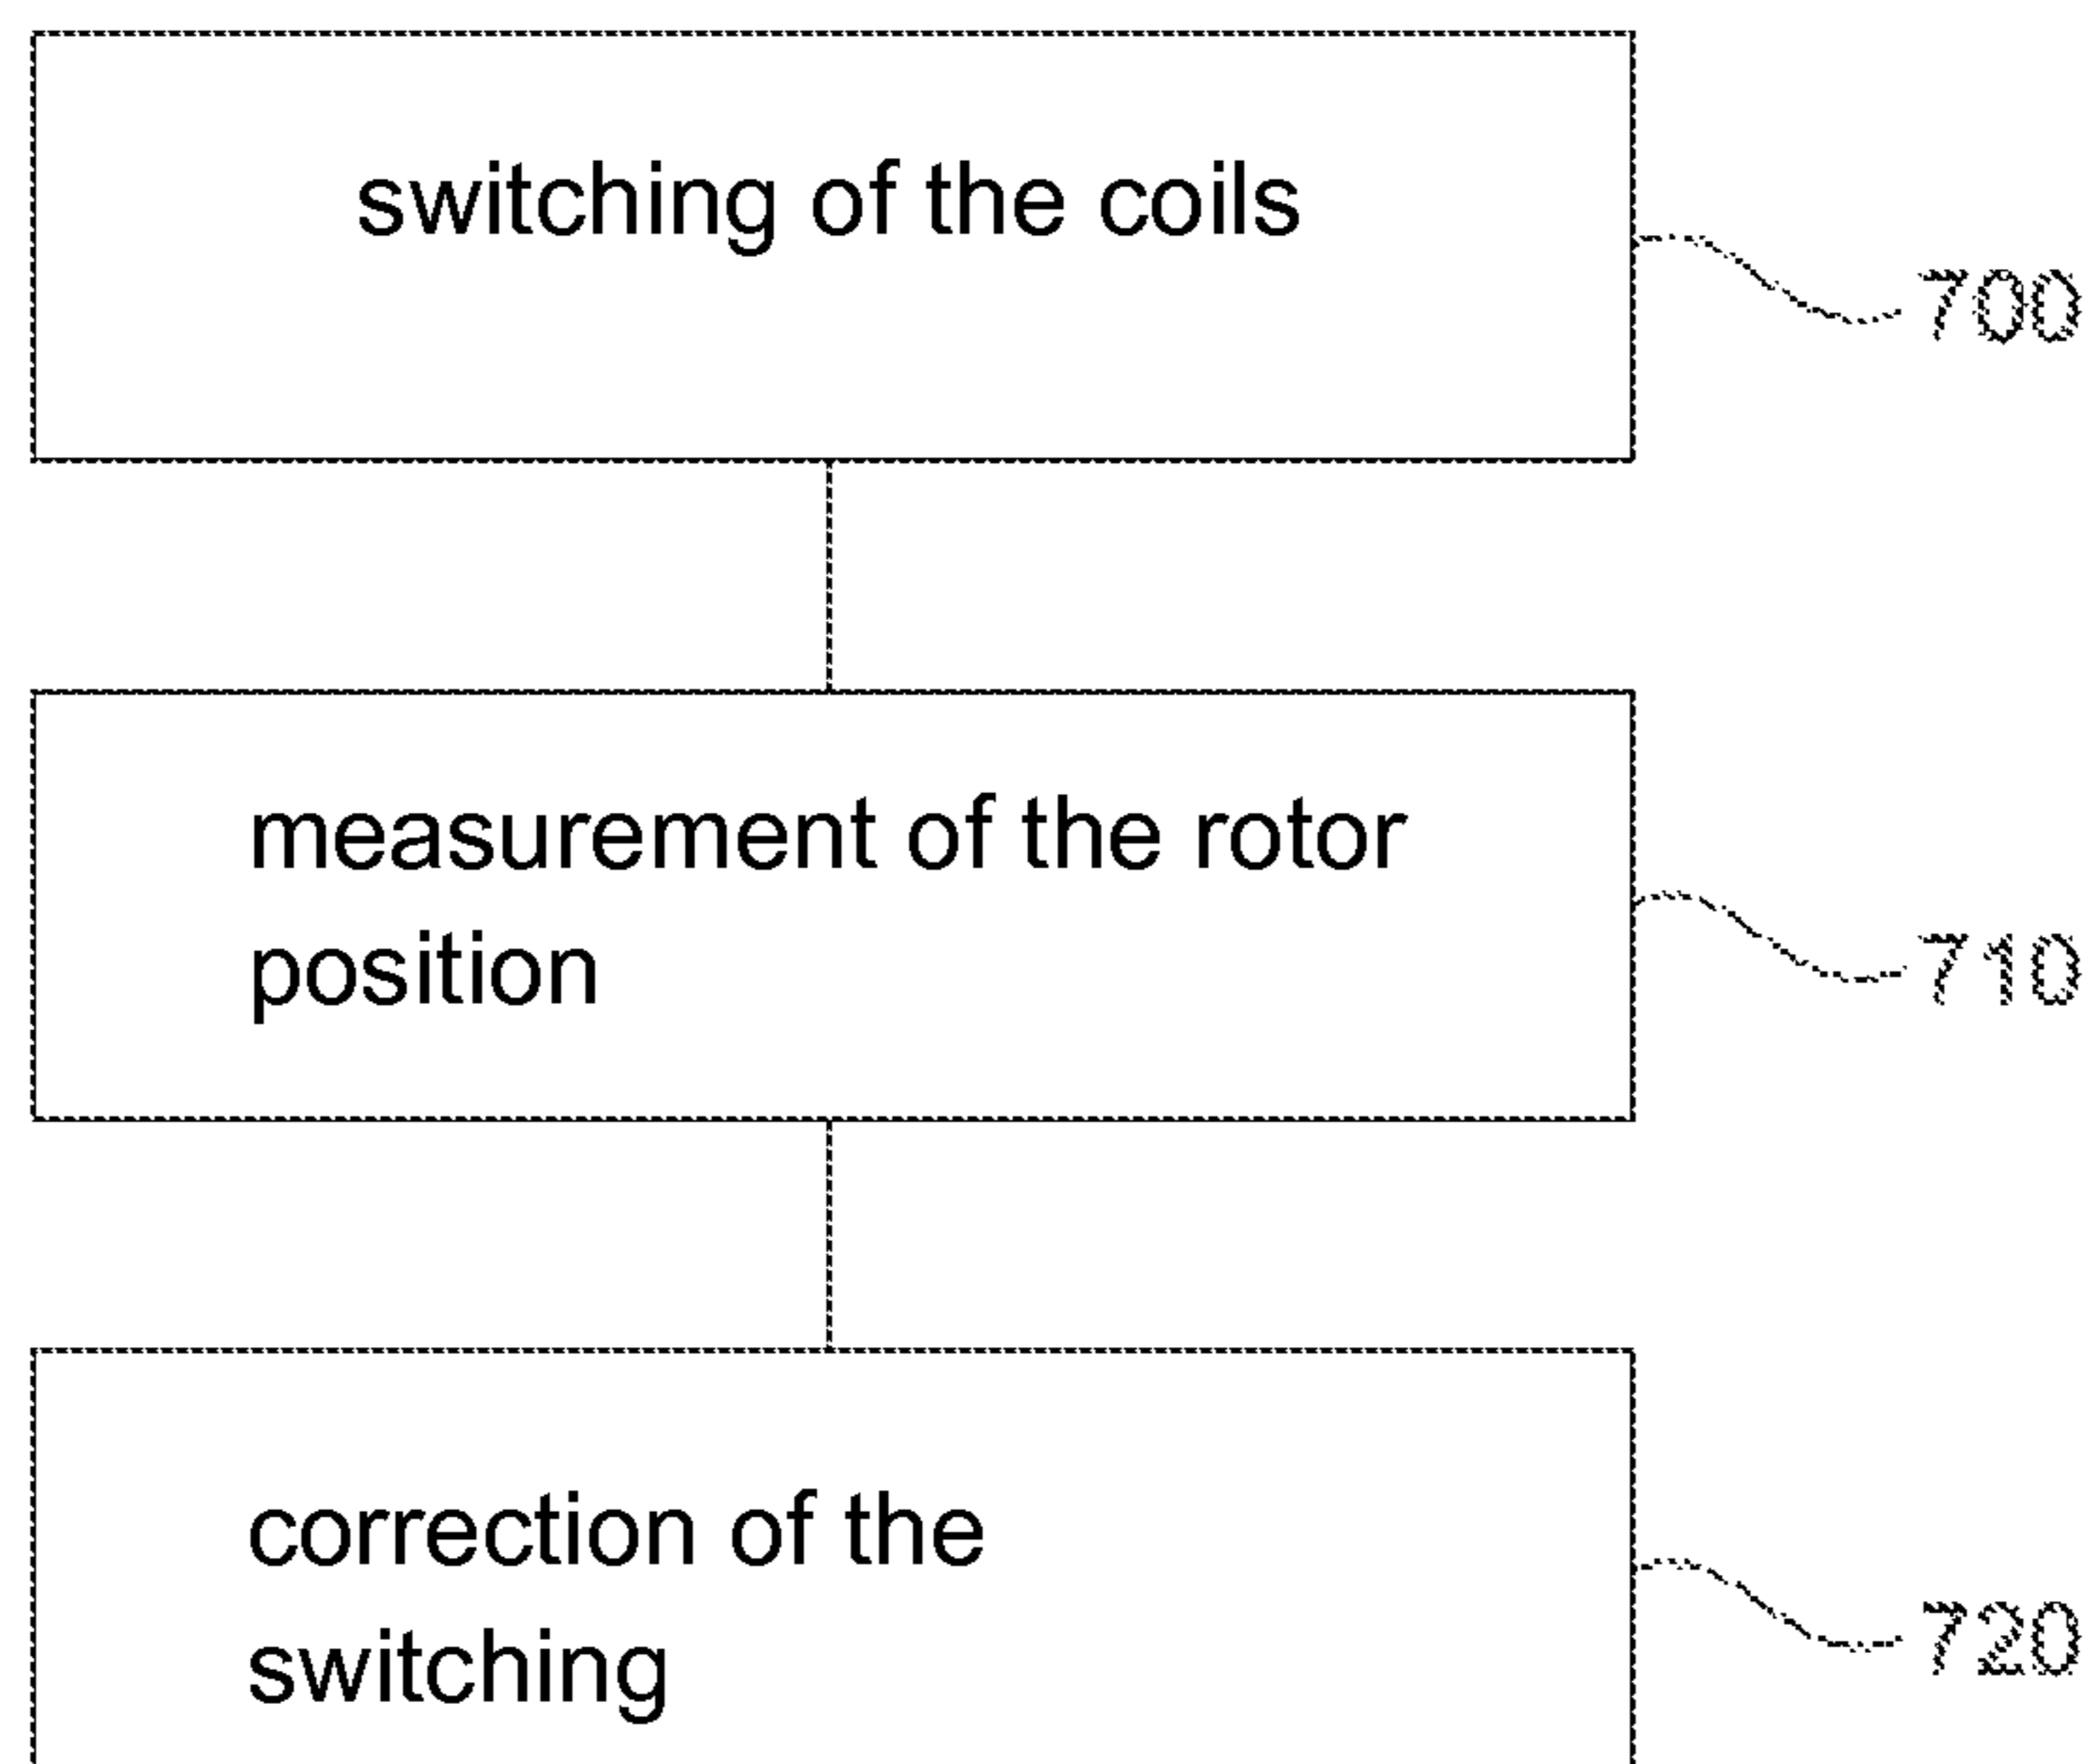 switching of the coils
700
measurement of the rotor
position
710
correction of the
switching
720